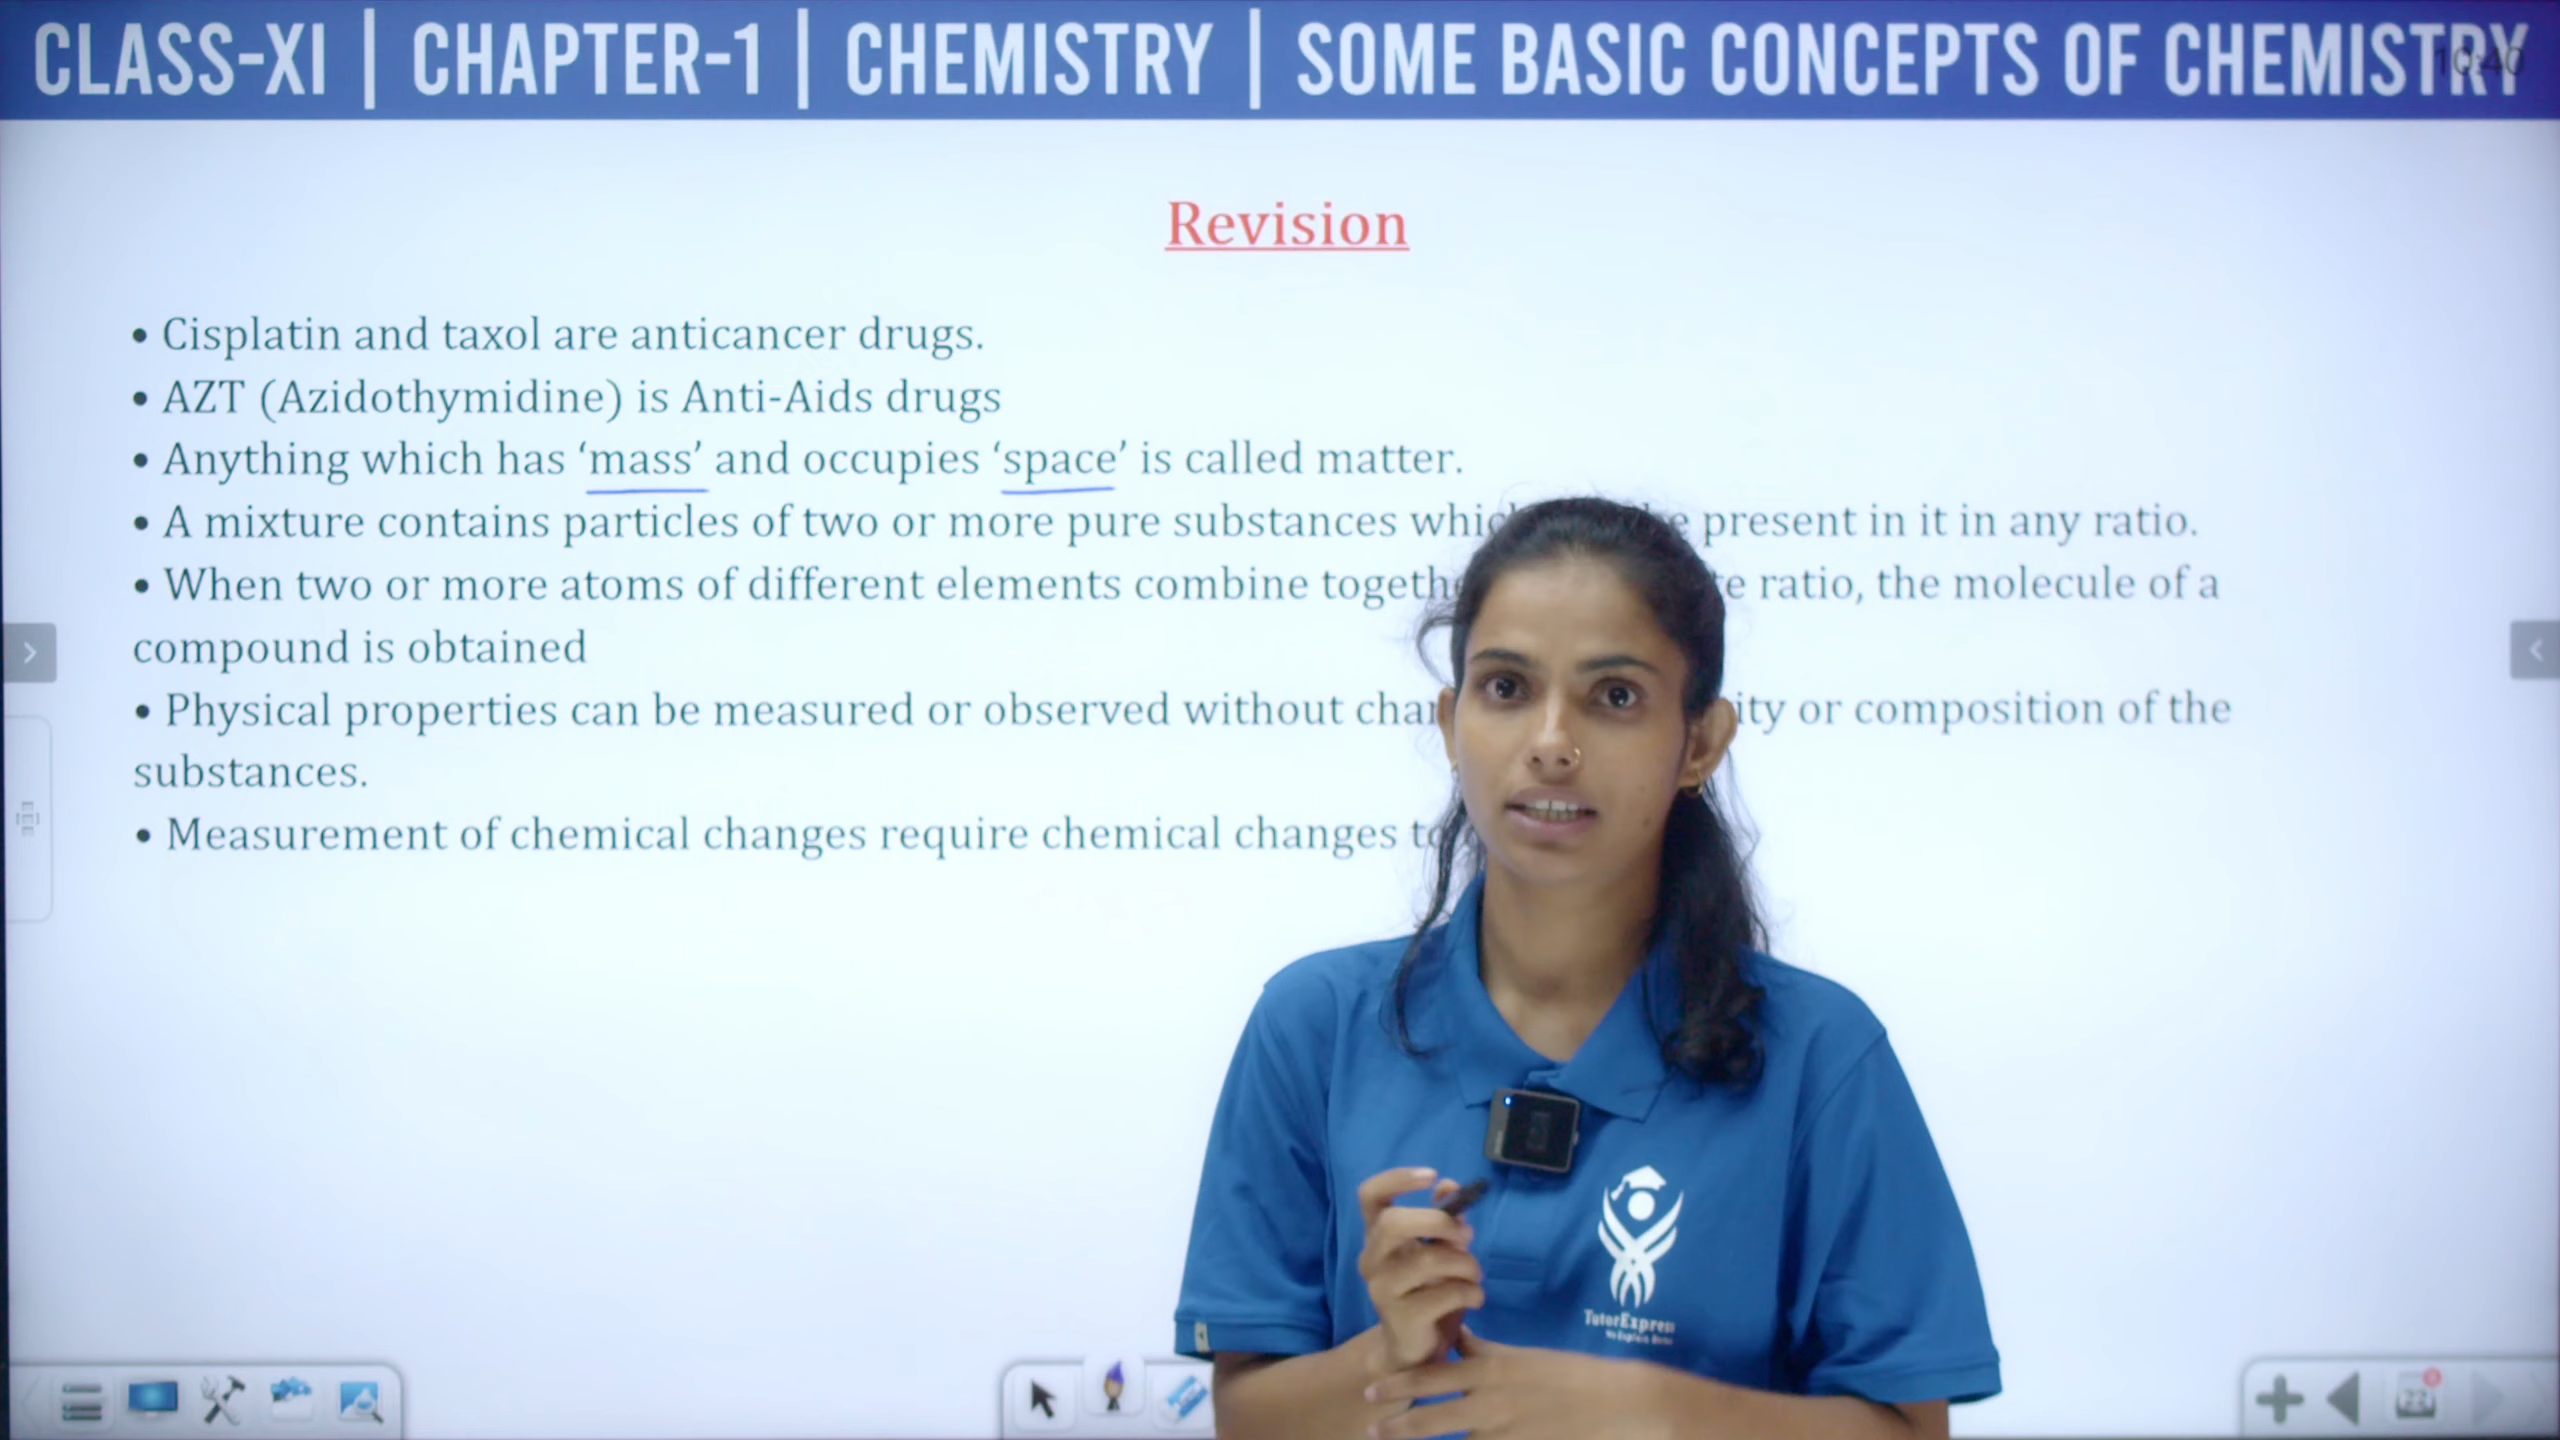 CLASS-XI | CHAPTER-1 | CHEMISTRY | SOME BASIC CONCEPTS OF CHEMISTRY
10:40
Revision
• Cisplatin and taxol are anticancer drugs.
• AZT (Azidothymidine) is Anti-Aids drugs
• Anything which has ‘mass’ and occupies ‘space’ is called matter.
• A mixture contains particles of two or more pure substances present in it in any ratio.
• When two or more atoms of different elements combine ratio, the molecule of a
compound is obtained
• Physical properties can be measured or observed without or composition of the
substances.
• Measurement of chemical changes require chemical changes
TutorExpren
22